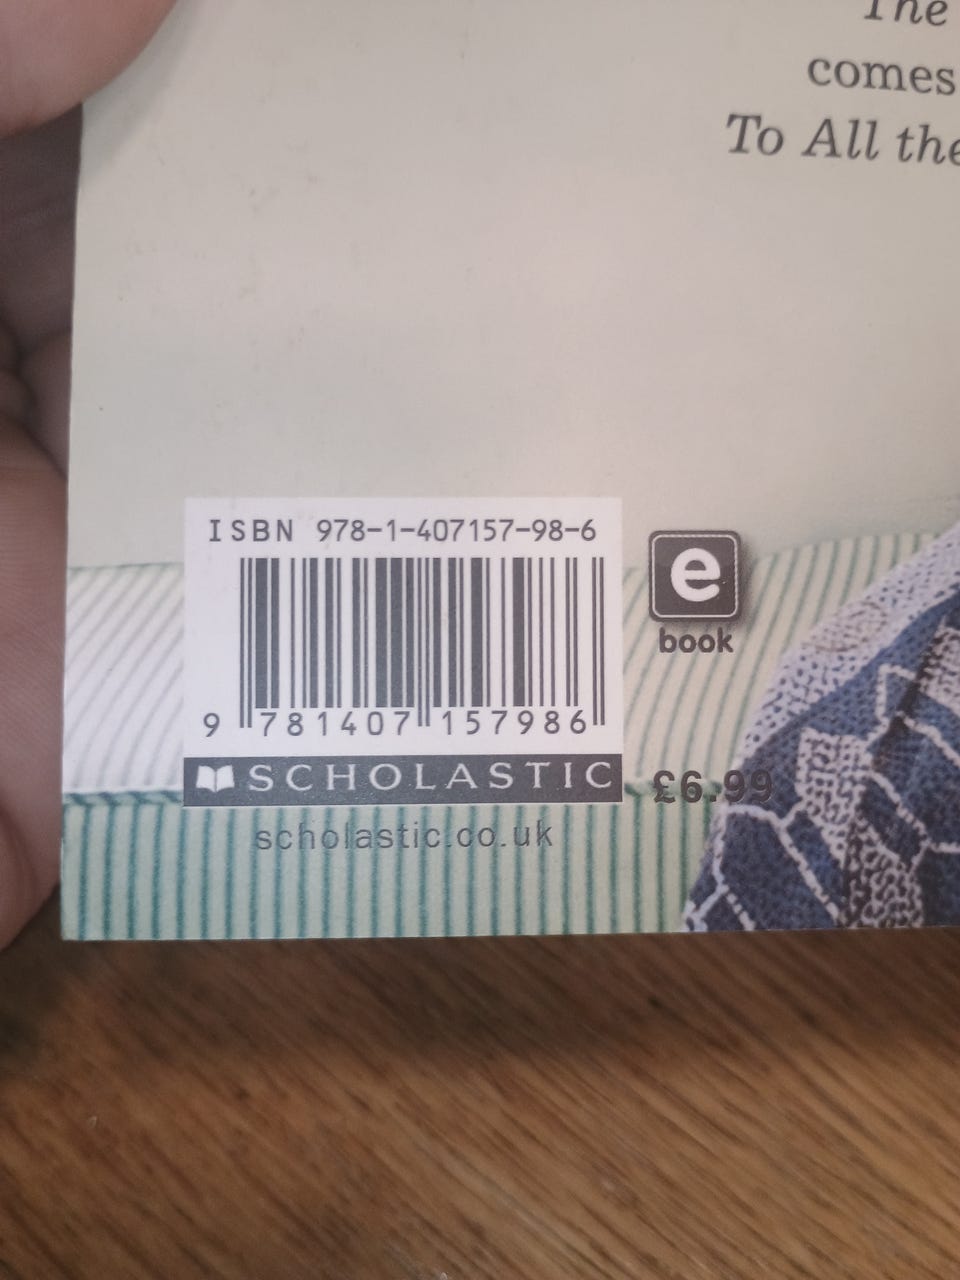 The
comes
To All the
ISBN 978-1-407157-98-6
9 781407 157986
e
book
SCHOLASTIC
£6.99
scholastic.co.uk